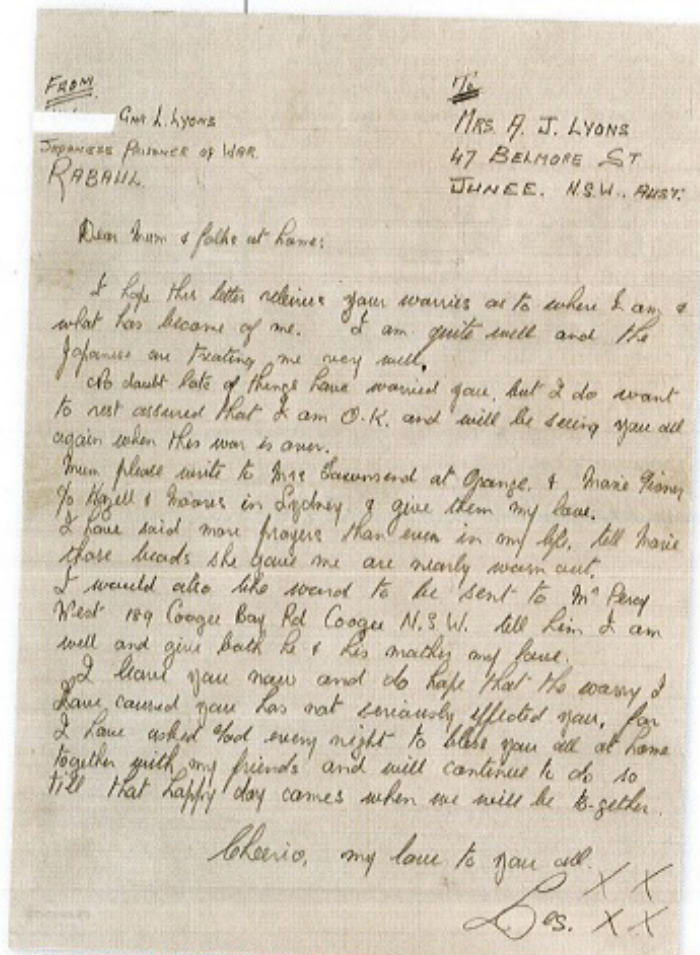 FROM
GNR L. LYONS
JAPANESE PRISONER OF WAR.
RABAUL.
To
MRS. A. J. LYONS
47 BELMORE ST
JUNEE. N.S.W., AUST.
Dear Mum & folks at home:
I hope this letter relieves your worries as to where I am &
what has become of me. I am quite well and the
Japanese are treating me very well.
No doubt lots of things have worried you, but I do want
to rest assured that I am O.K. and will be seeing you all
again when this war is over.
Mum please write to Mrs Townsend at Orange. & Marie
c/o Hazell & Moores in Sydney & give them my love.
I have said more prayers than ever in my life, tell Marie
those beads she gave me are nearly worn out.
I would also like word to be sent to Mr Percy
West 189 Coogee Bay Rd Coogee N.S.W. tell him I am
well and give both he & his mother my love.
I leave you now and do hope that the worry I
have caused you has not seriously effected you, for
I have asked God every night to bless you all at home
together with my friends and will continue to do so
till that happy day comes when we will be to-gether.
Cheerio, my love to you all.
Les. X X
X X